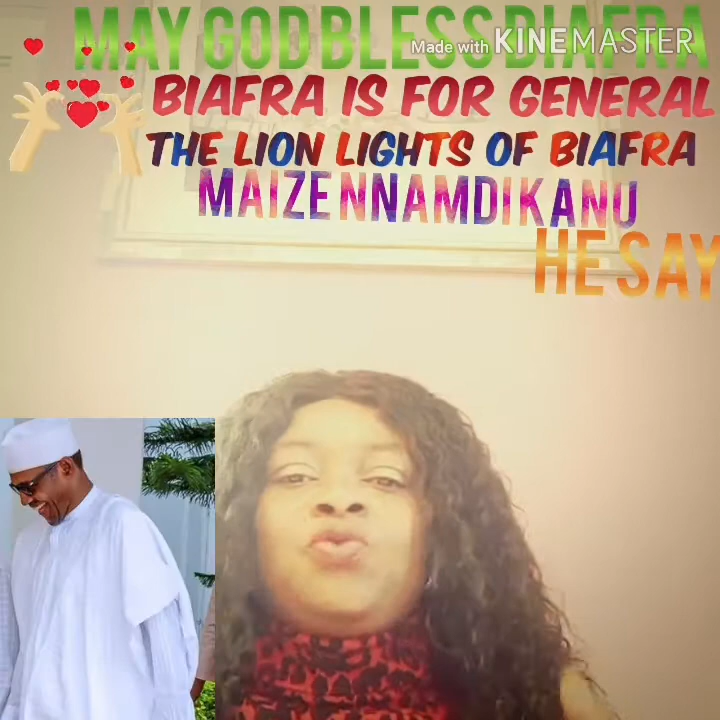 MAY GOD BLESS BIAFRA
Made with KINEMASTER
BIAFRA IS FOR GENERAL
THE LION LIGHTS OF BIAFRA
MAIZE NNAMDI KANU
HE SAY